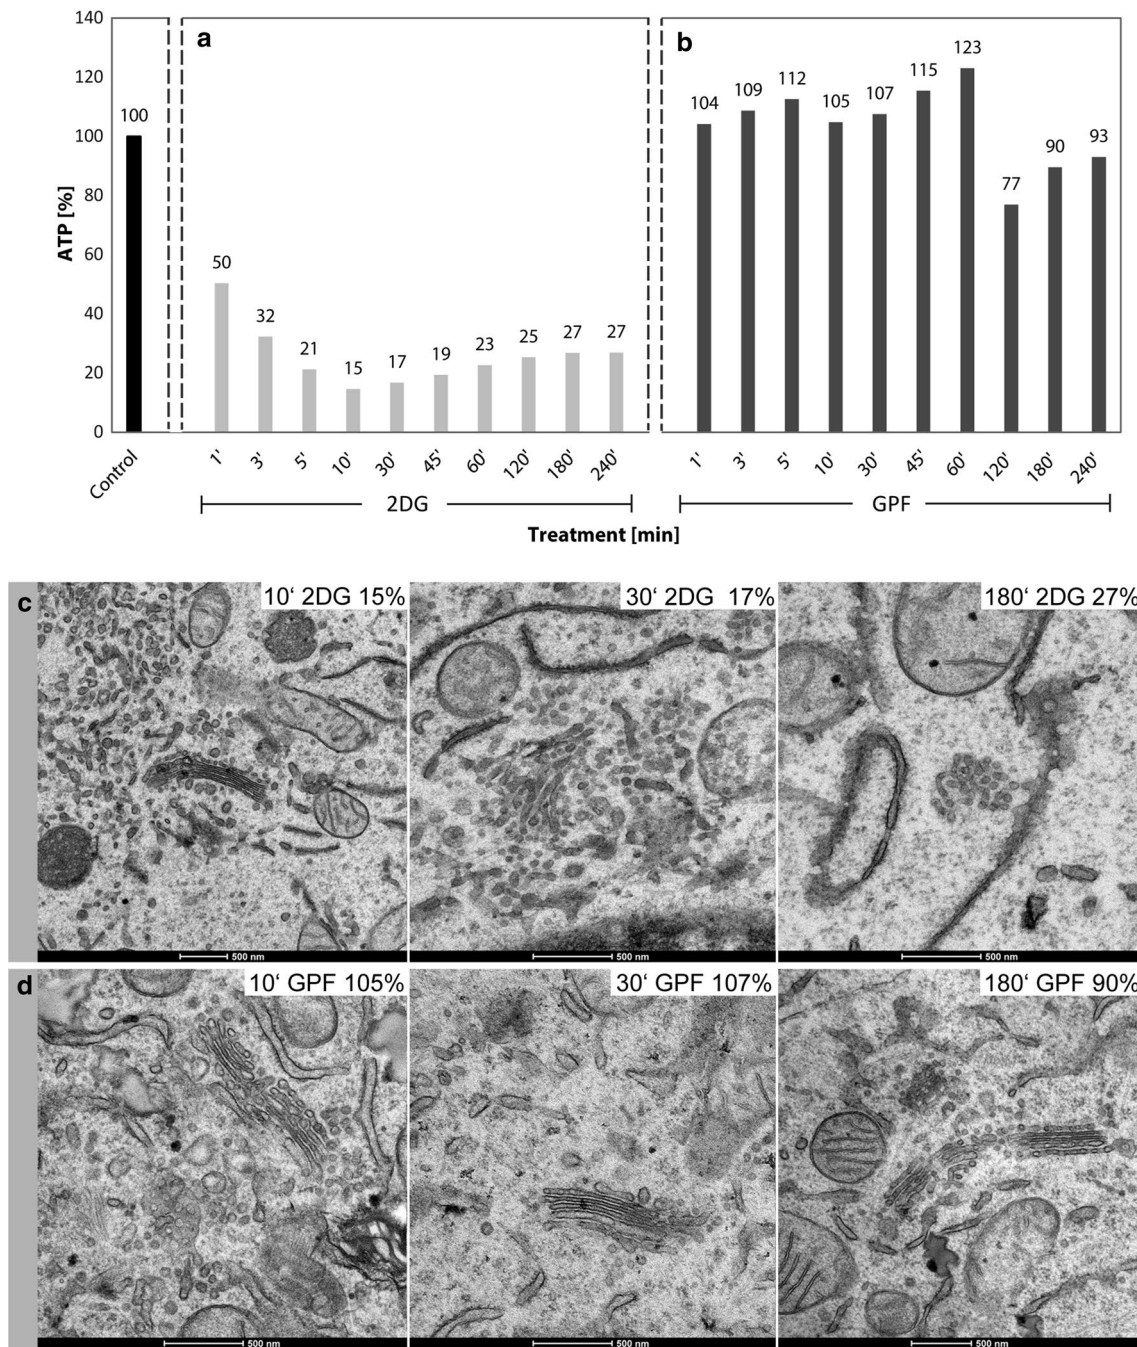 140
120
100
80
60
40
20
0
ATP [%]
a
b
100
50
32
21
15
17
19
23
25
27
27
104
109
112
105
107
115
123
77
90
93
Control
1'
3'
5'
10'
30'
45'
60'
120'
180'
240'
1'
3'
5'
10'
30'
45'
60'
120'
180'
240'
2DG
GPF
Treatment [min]
c
10‘ 2DG 15%
30‘ 2DG 17%
180‘ 2DG 27%
500 nm
500 nm
500 nm
d
10‘ GPF 105%
30‘ GPF 107%
180‘ GPF 90%
500 nm
500 nm
500 nm